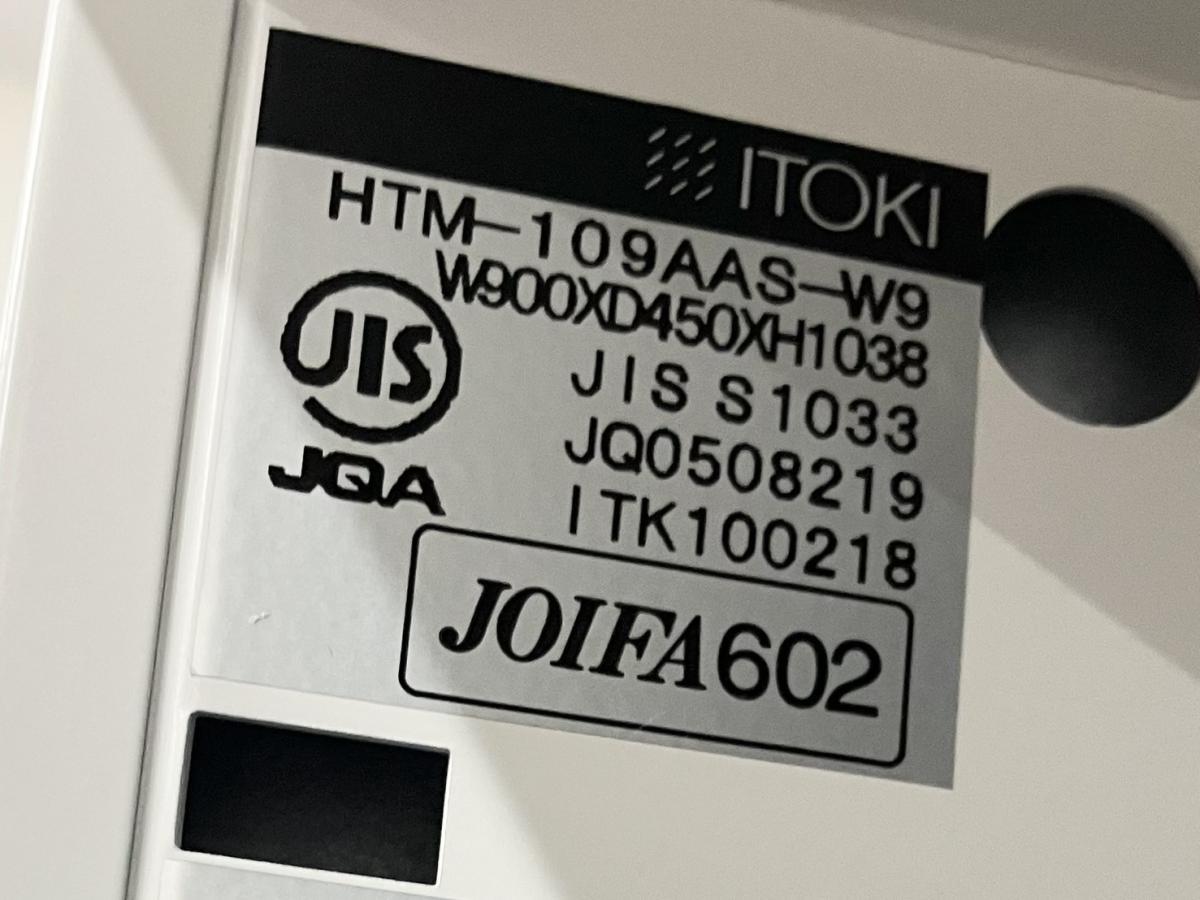 ITOKI
HTM-109AAS-W9
W900XD450XH1038
JIS
JIS S1033
JQA
JQ0508219
ITK100218
JOIFA602